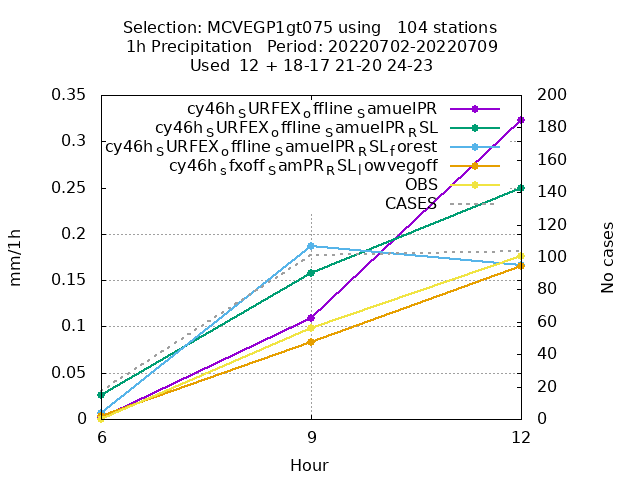 Selection: MCVEGP1gt075 using   104 stations
1h Precipitation   Period: 20220702-20220709
Used  12 + 18-17 21-20 24-23
0.35
0.3
0.25
0.2
0.15
0.1
0.05
0
mm/1h
cy46h_SURFEX_offline_SamuelPR
cy46h_SURFEX_offline_SamuelPR_RSL
cy46h_SURFEX_offline_SamuelPR_RSL_forest
cy46h_sfxoff_SamPR_RSL_lowvegoff
OBS
CASES
200
180
160
140
120
100
80
60
40
20
0
No cases
6
9
12
Hour